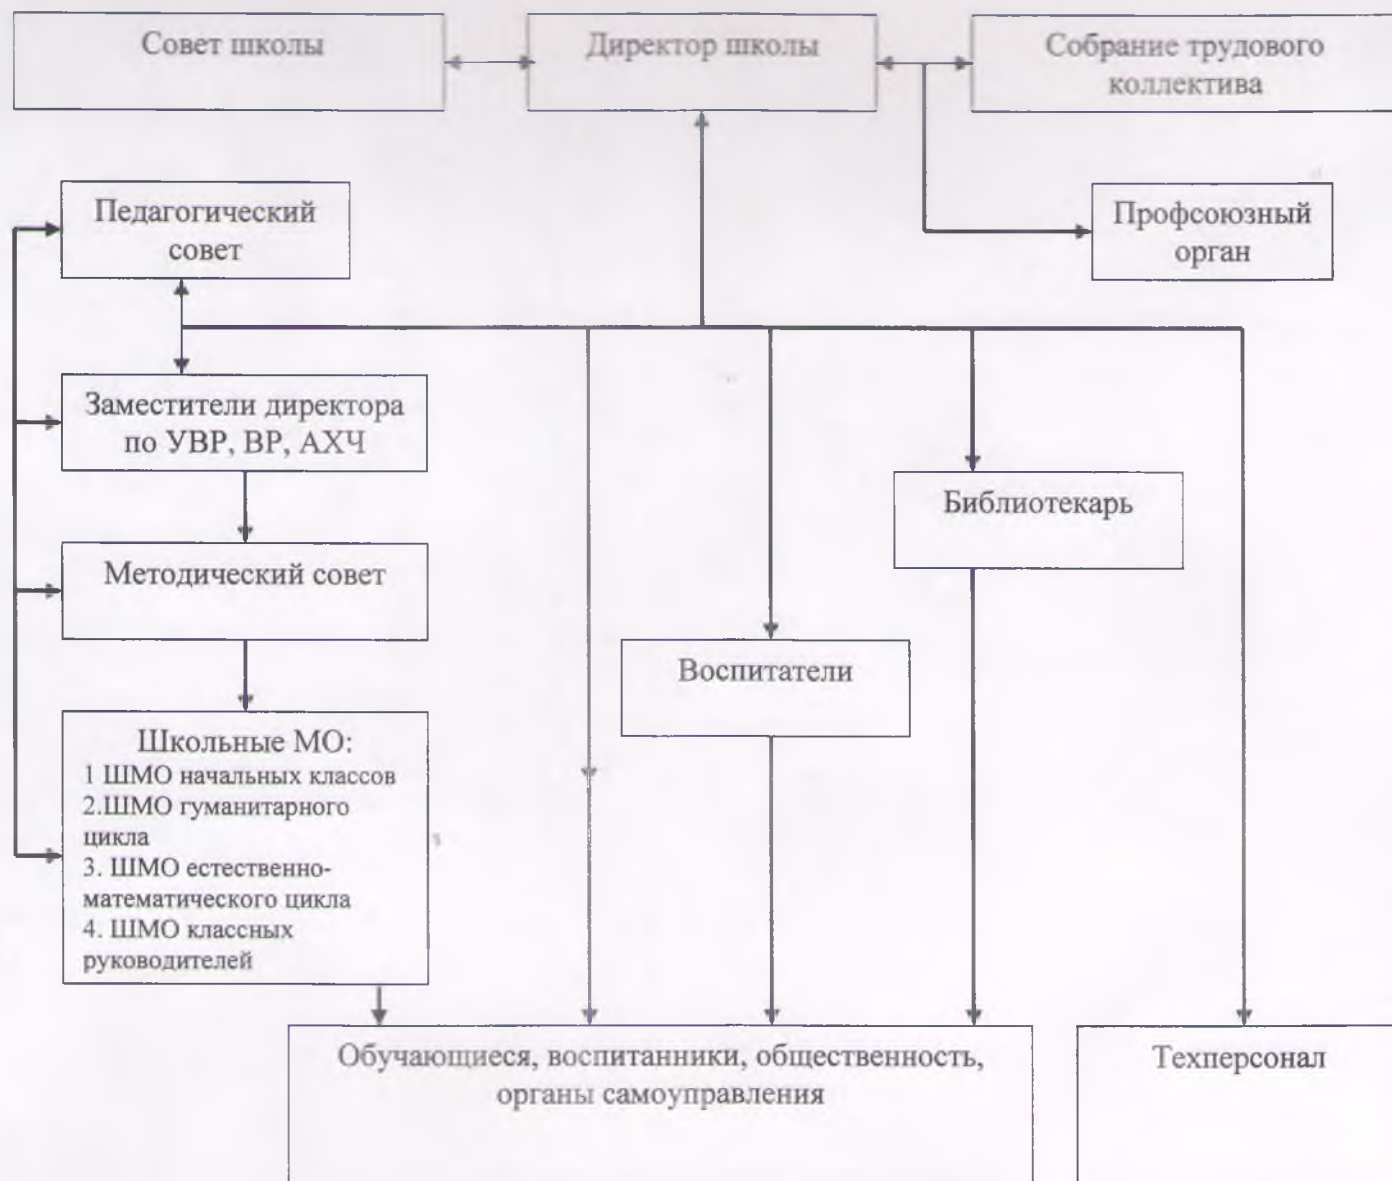 Совет школы
Директор школы
Собрание трудового
коллектива
Педагогический
совет
Профсоюзный
орган
Заместители директора
по УВР, ВР, АХЧ
Библиотекарь
Методический совет
Воспитатели
Школьные МО:
1 ШМО начальных классов
2.ШМО гуманитарного
цикла
3. ШМО естественно-
математического цикла
4. ШМО классных
руководителей
Обучающиеся, воспитанники, общественность,
органы самоуправления
Техперсонал